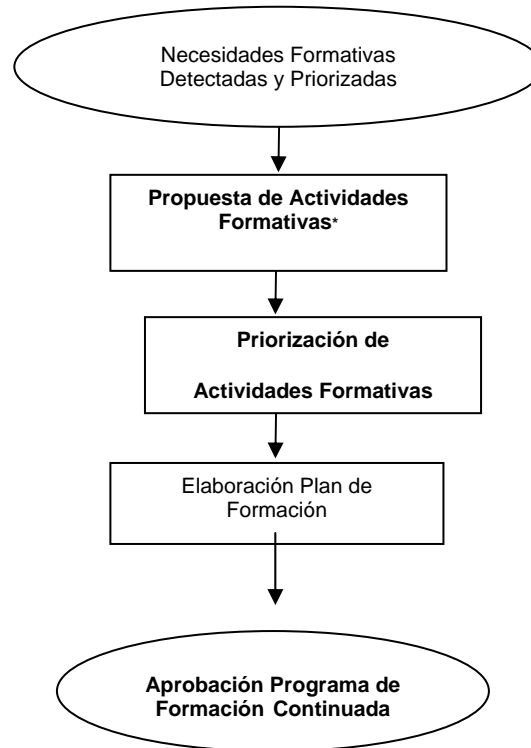 Necesidades Formativas
Detectadas y Priorizadas
Propuesta de Actividades
Formativas*
Priorización de
Actividades Formativas
Elaboración Plan de
Formación
Aprobación Programa de
Formación Continuada